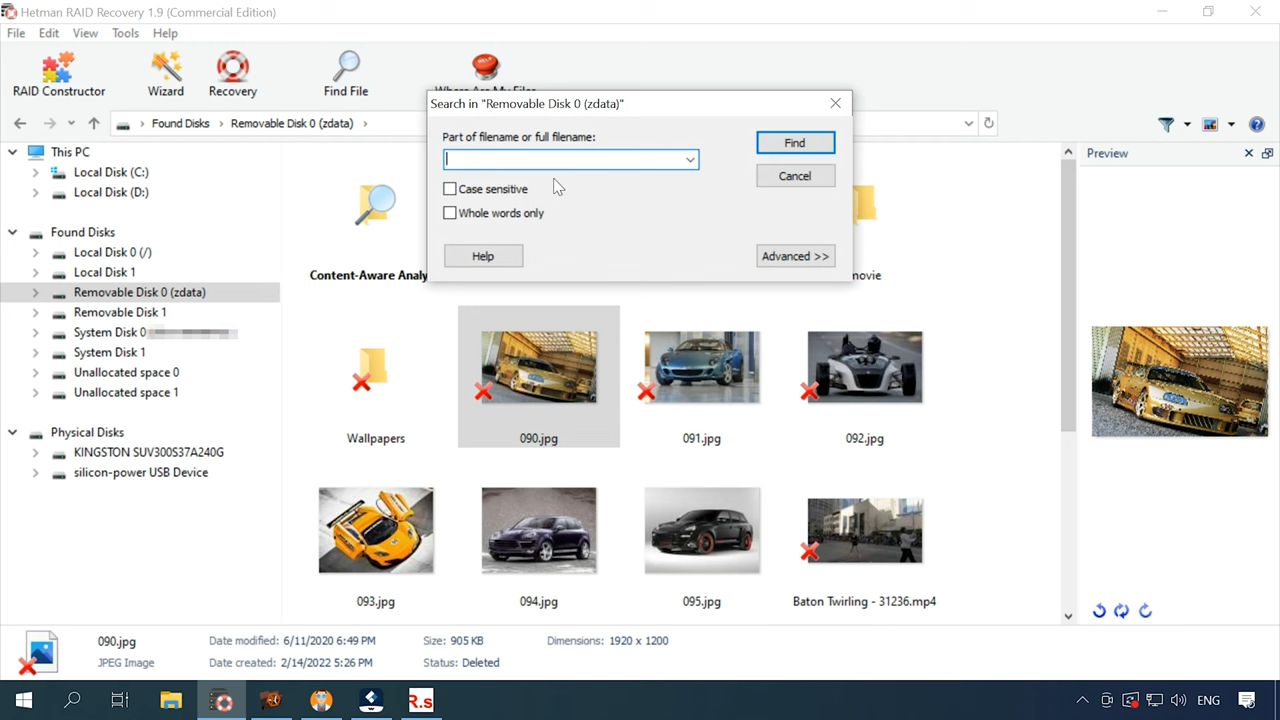 Hetman RAID Recovery 1.9 (Commercial Edition)
File Edit View Tools Help
RAID Constructor Wizard Recovery Find File Where Are My Files
Found Disks Removable Disk 0 (zdata)
Search in "Removable Disk 0 (zdata)"
Part of filename or full filename:
Find
Case sensitive
Cancel
Whole words only
Help
Advanced >>
This PC
Local Disk (C:)
Local Disk (D:)
Found Disks
Local Disk 0 (/)
Local Disk 1
Removable Disk 0 (zdata)
Removable Disk 1
System Disk 0
System Disk 1
Unallocated space 0
Unallocated space 1
Physical Disks
KINGSTON SUV300S37A240G
silicon-power USB Device
Content-Aware Analy
movie
Wallpapers
090.jpg
091.jpg
092.jpg
093.jpg
094.jpg
095.jpg
Baton Twirling - 31236.mp4
Preview
090.jpg
JPEG Image
Date modified: 6/11/2020 6:49 PM
Date created: 2/14/2022 5:26 PM
Size: 905 KB
Status: Deleted
Dimensions: 1920 x 1200
R.s
ENG